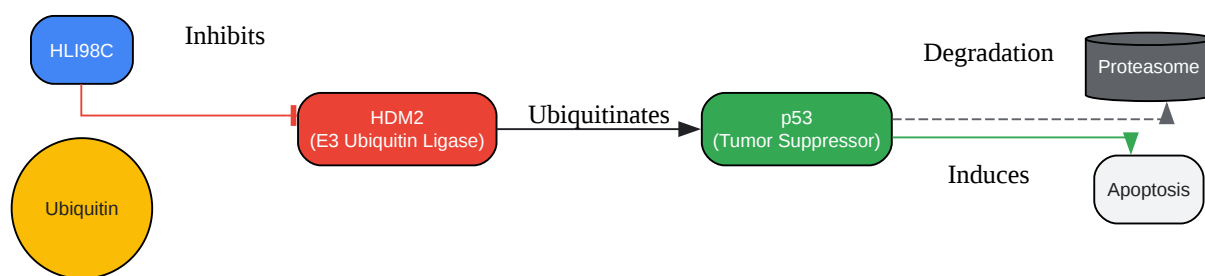 HLI98C
Inhibits
HDM2
(E3 Ubiquitin Ligase)
Ubiquitinates
p53
(Tumor Suppressor)
Degradation
Proteasome
Induces
Apoptosis
Ubiquitin